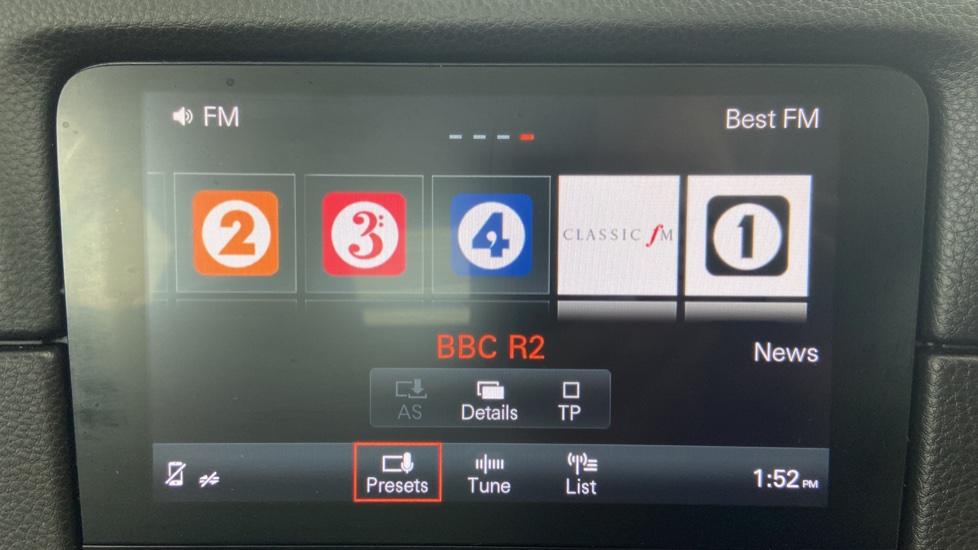 FM
Best FM
2 3: 4 CLASSIC fM 1
BBC R2
News
AS Details TP
Presets Tune List 1:52 PM